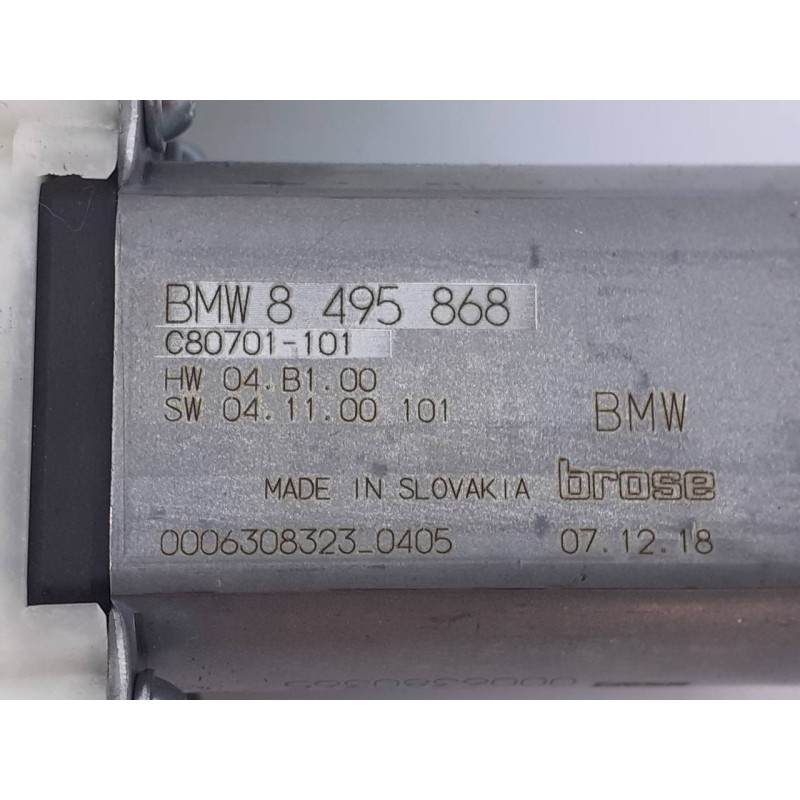 BMW 8 495 868
C80701-101
HW 04.B1.00
SW 04.11.00 101
BMW
MADE IN SLOVAKIA brose
0006308323_0405 07.12.18